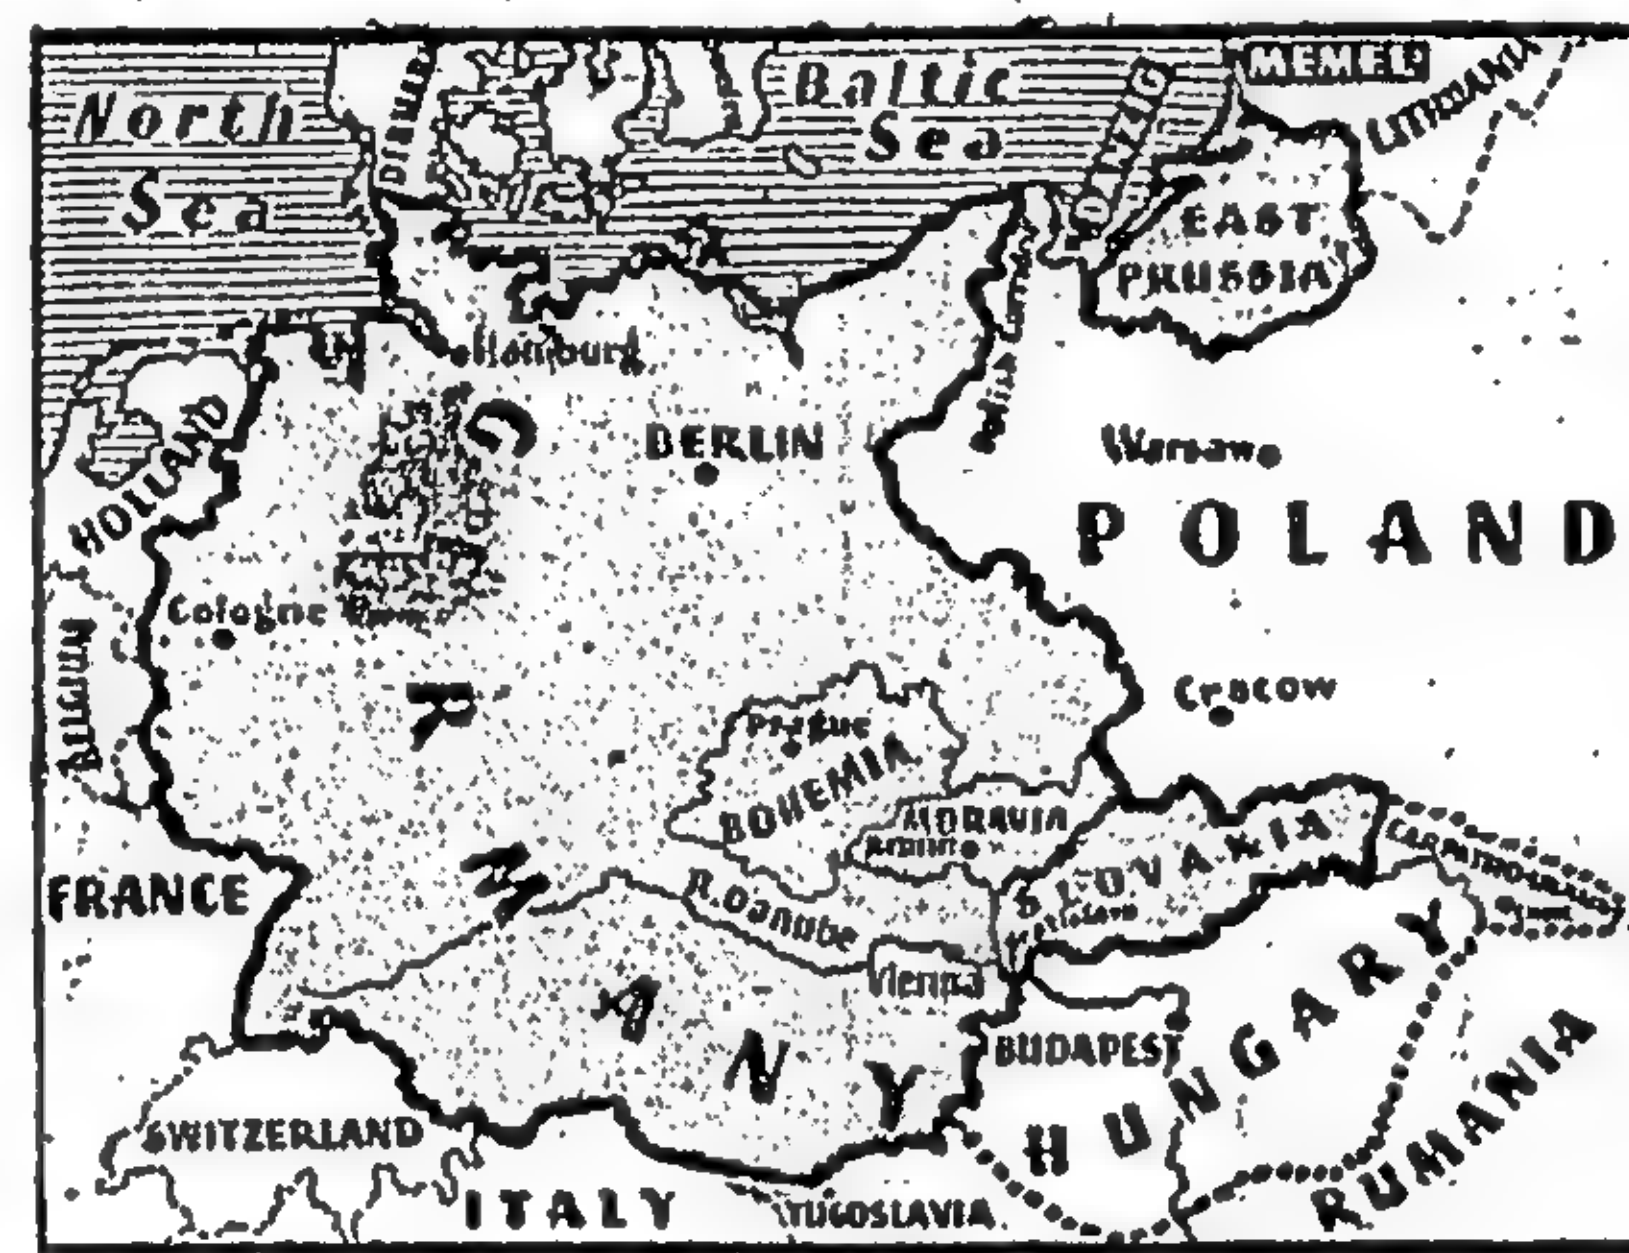 MEMEL
LITHUANIA
North
Sea
Baltic
Sea
DANZIG
EAST
PRUSSIA
Hamburg
HOLLAND
BERLIN
Warsaw
POLAND
Cologne
BELGIUM
Cracow
Prague
BOHEMIA
MORAVIA
SLOVAKIA
FRANCE
R. Danube
Vienna
GERMANY
BUDAPEST
HUNGARY
RUMANIA
SWITZERLAND
ITALY
YUGOSLAVIA